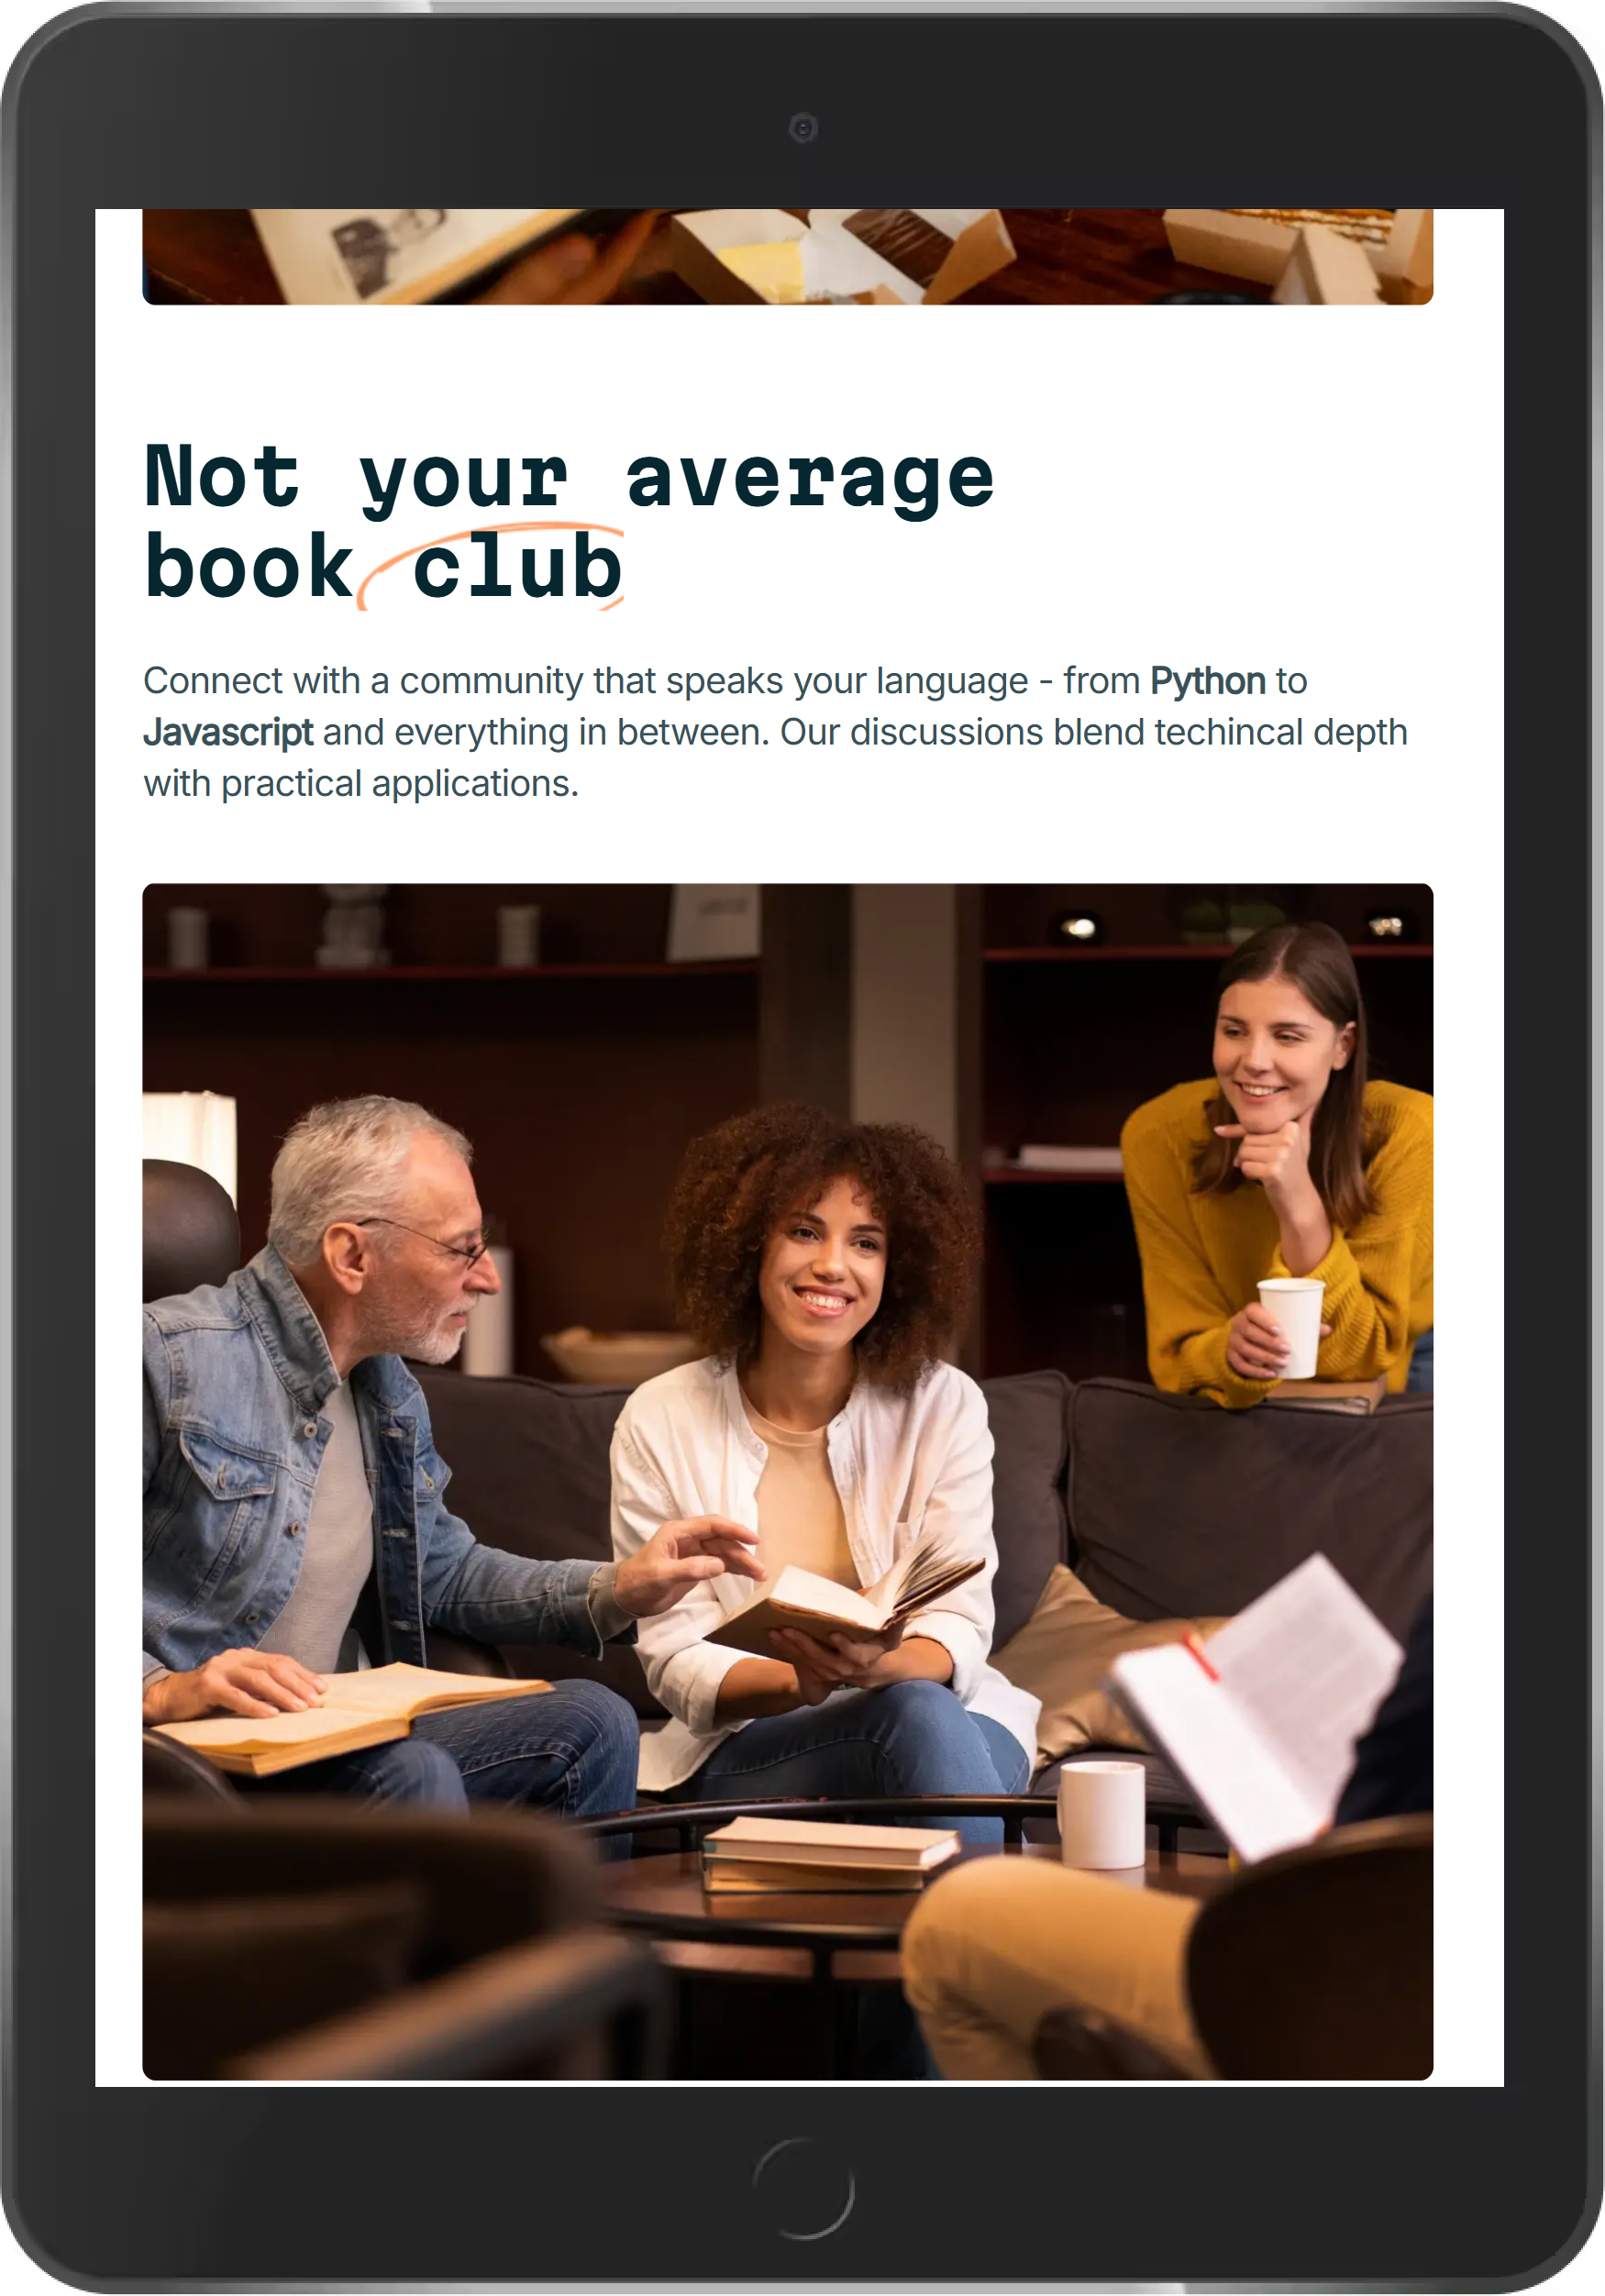 Not your average
book club
Connect with a community that speaks your language - from Python to
Javascript and everything in between. Our discussions blend techincal depth
with practical applications.